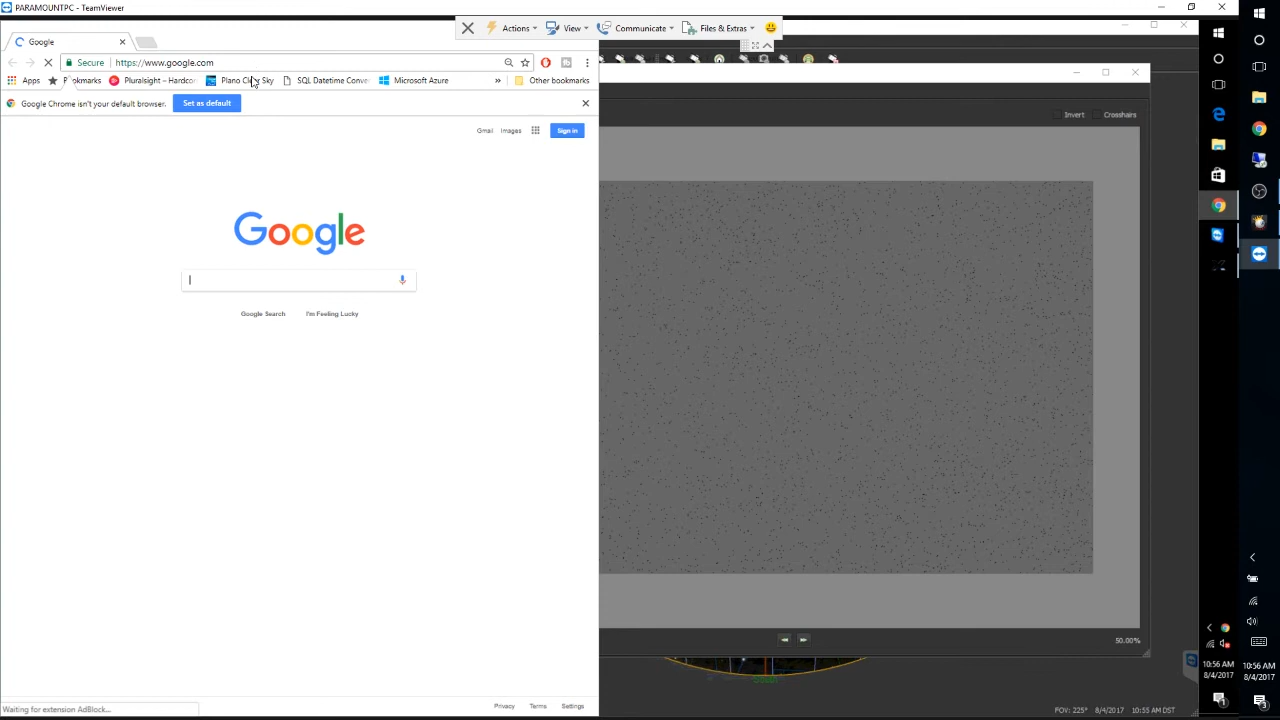 PARAMOUNTPC - TeamViewer
Actions
View
Communicate
Files & Extras
Google
Secure
https://www.google.com
Apps
Pluralsight – Hardcor
Plano Clear Sky
SQL Datetime Conve
Microsoft Azure
»
Other bookmarks
Google Chrome isn't your default browser.
Set as default
Invert
Crosshairs
Gmail
Images
Sign in
Google
Google Search
I'm Feeling Lucky
50.00%
South
10:56 AM
8/4/2017
10:56 AM
8/4/2017
Waiting for extension AdBlock...
Privacy
Terms
Settings
FOV: 225° 8/4/2017 10:55 AM DST